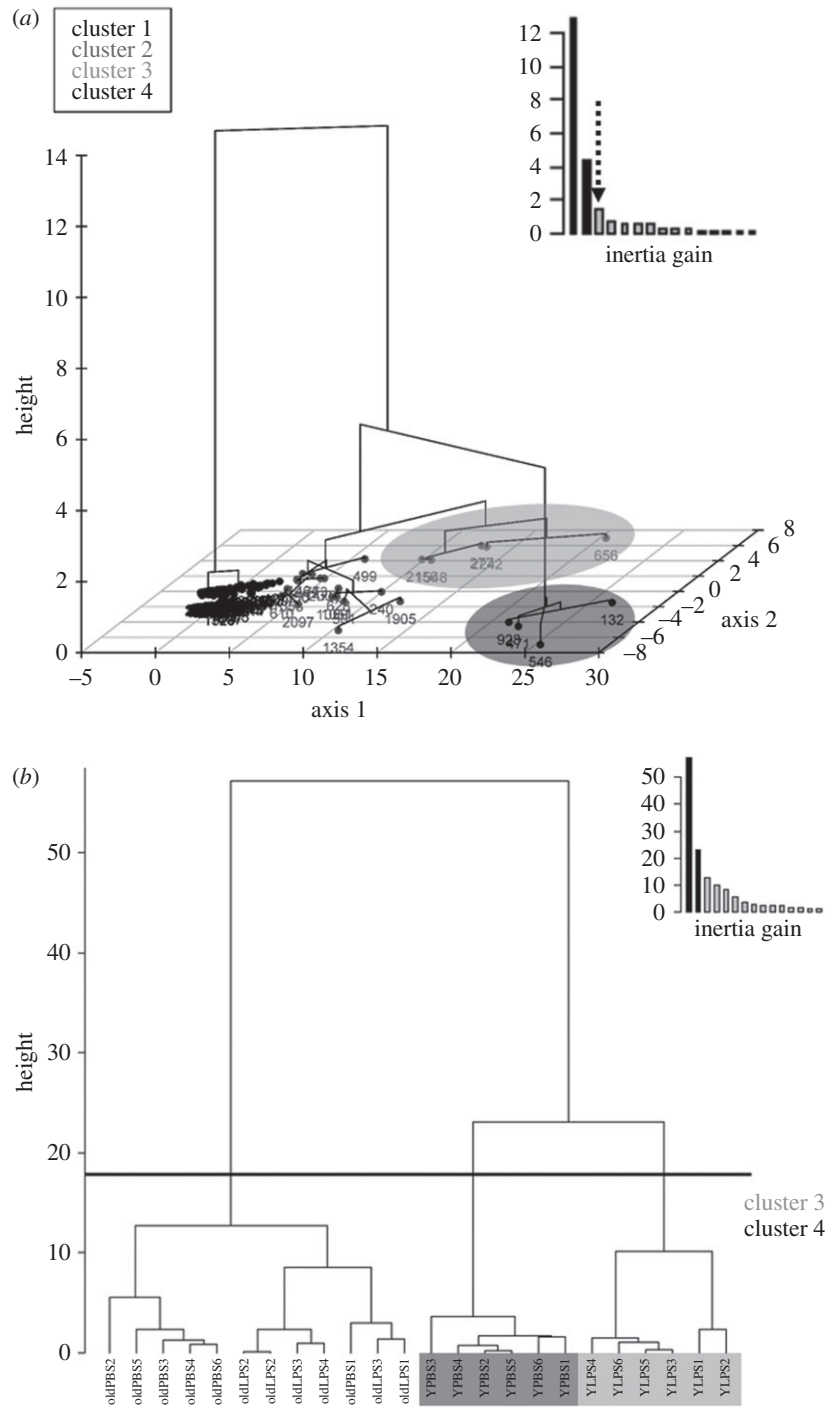 (a)
cluster 1
cluster 2
cluster 3
cluster 4
12
10
8
6
4
2
0
inertia gain
14
12
10
8
6
4
2
0
height
499
656
610
2097
240
1905
1354
132
928
546
8
6
4
2
0
−2
−4
−6
−8
axis 2
−5
0
5
10
15
20
25
30
axis 1
(b)
50
40
30
20
10
0
inertia gain
50
40
30
20
10
0
height
cluster 3
cluster 4
oldPBS2
oldPBS5
oldPBS3
oldPBS4
oldPBS6
oldLPS2
oldLPS2
oldLPS3
oldLPS4
oldPBS1
oldLPS3
oldLPS1
YPBS3
YPBS4
YPBS2
YPBS5
YPBS6
YPBS1
YLPS4
YLPS6
YLPS5
YLPS3
YLPS1
YLPS2